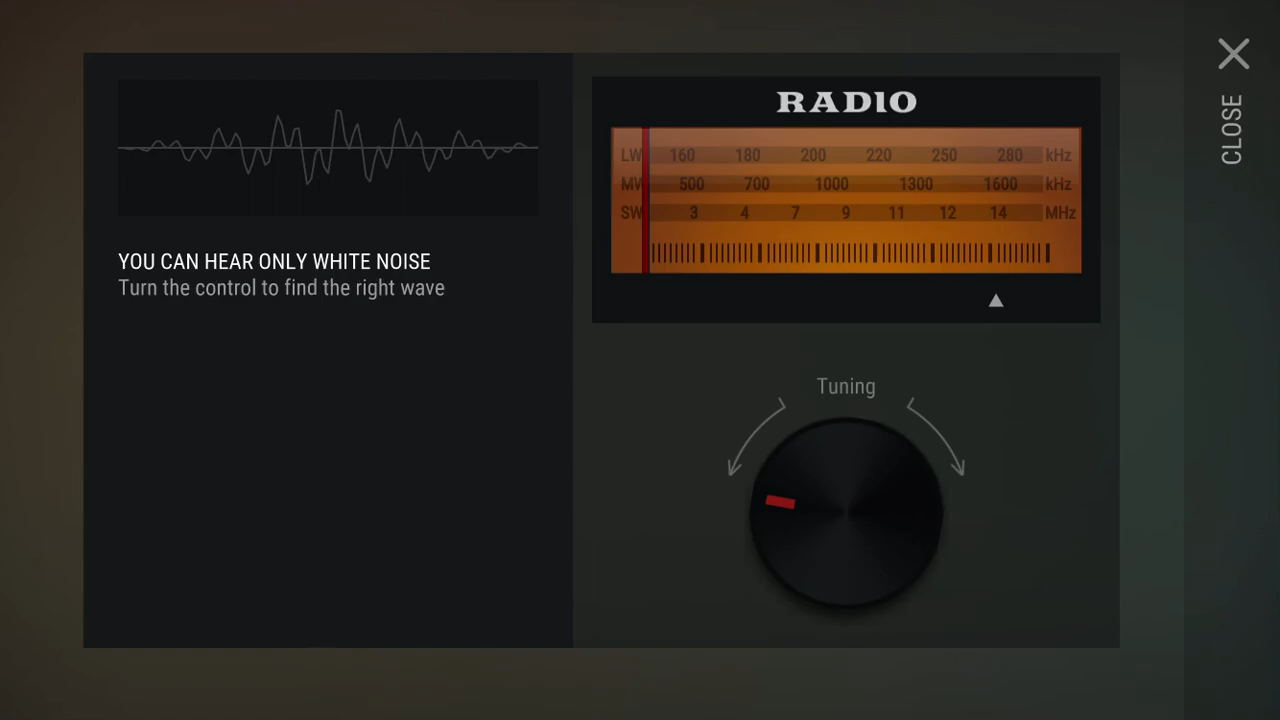 YOU CAN HEAR ONLY WHITE NOISE
Turn the control to find the right wave
RADIO
LW 160 180 200 220 250 280 kHz
MW 500 700 1000 1300 1600 kHz
SW 3 4 7 9 11 12 14 MHz
Tuning
CLOSE